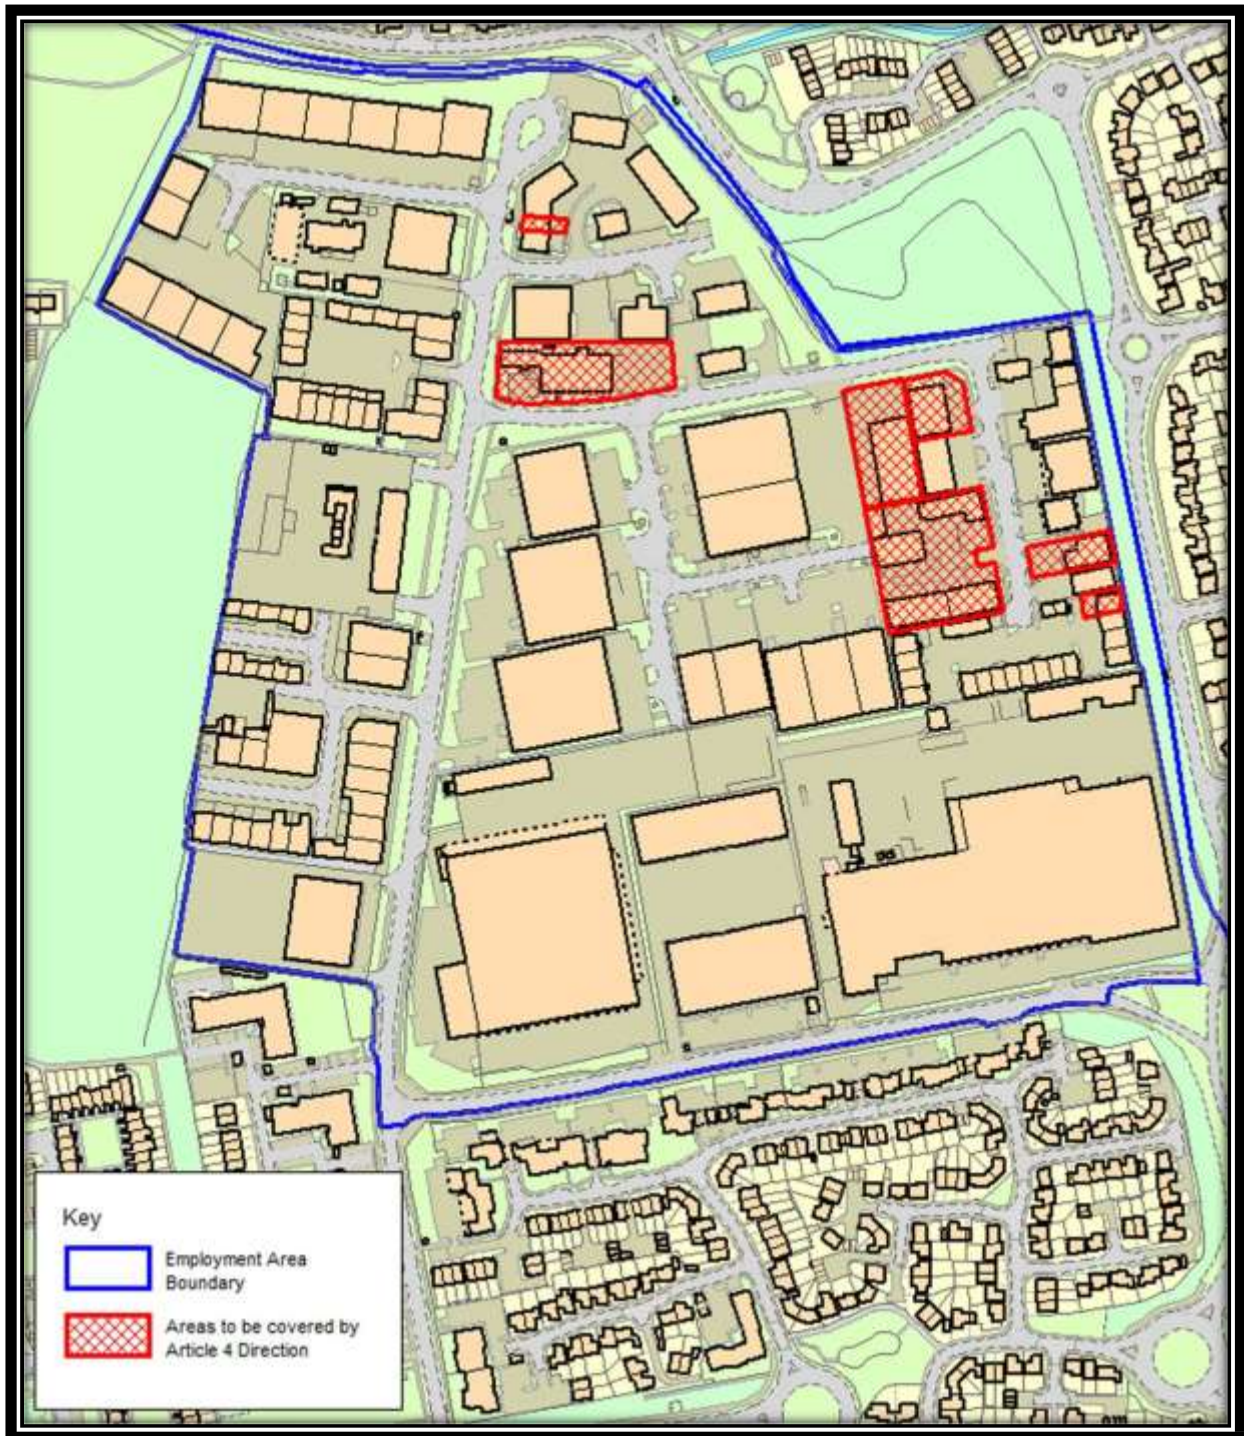 Key
Employment Area
Boundary
Areas to be covered by
Article 4 Direction